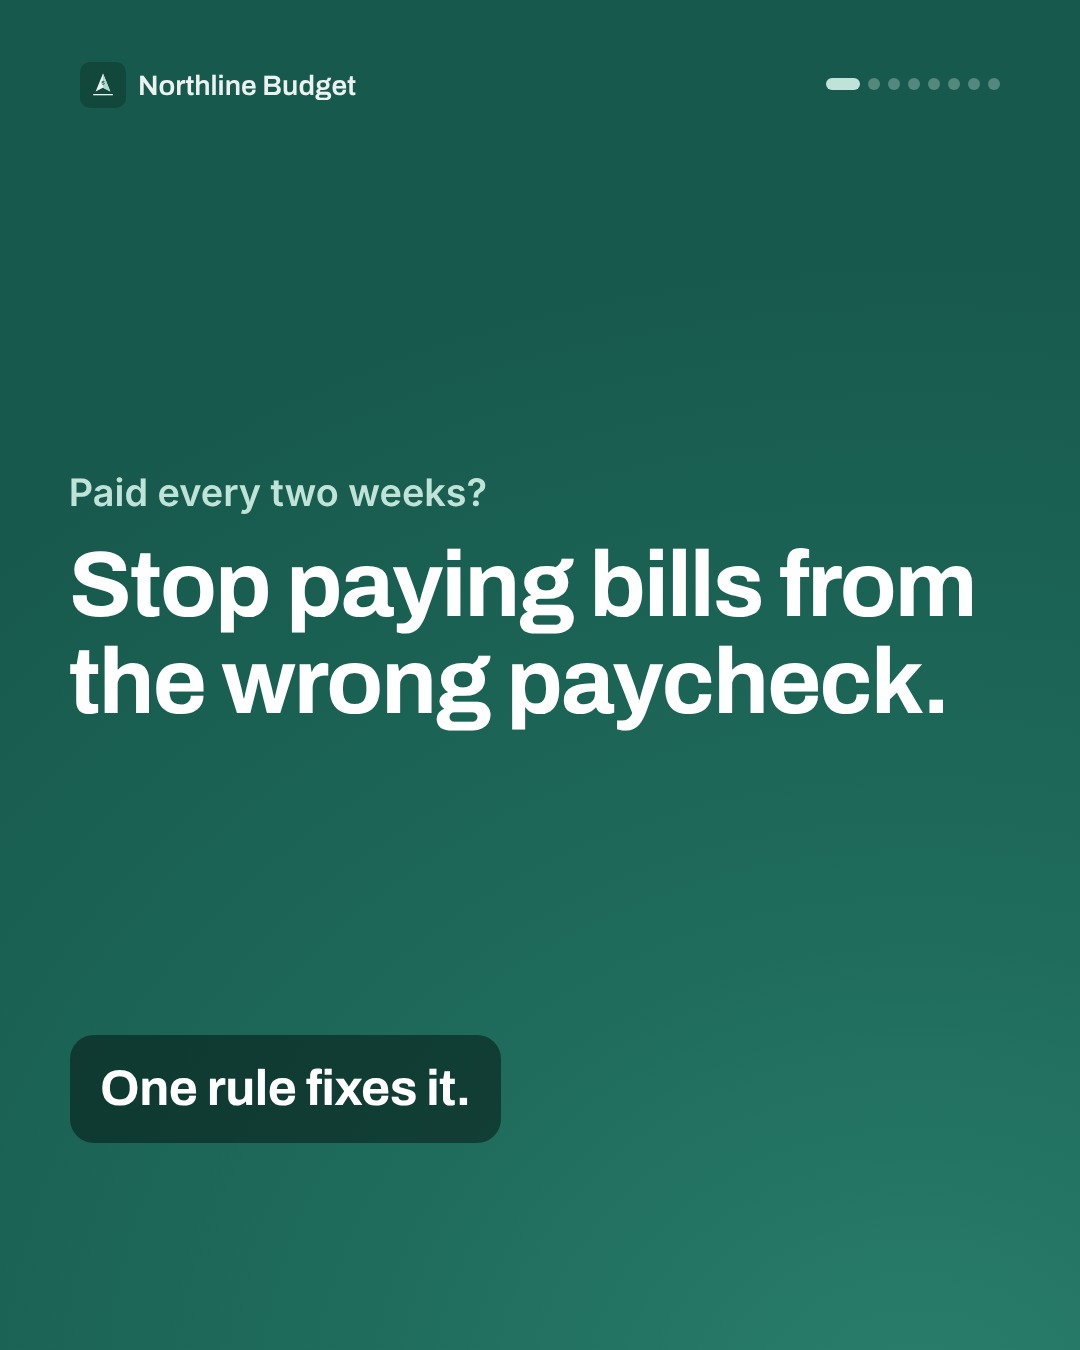 Northline Budget
Paid every two weeks?
Stop paying bills from
the wrong paycheck.
One rule fixes it.